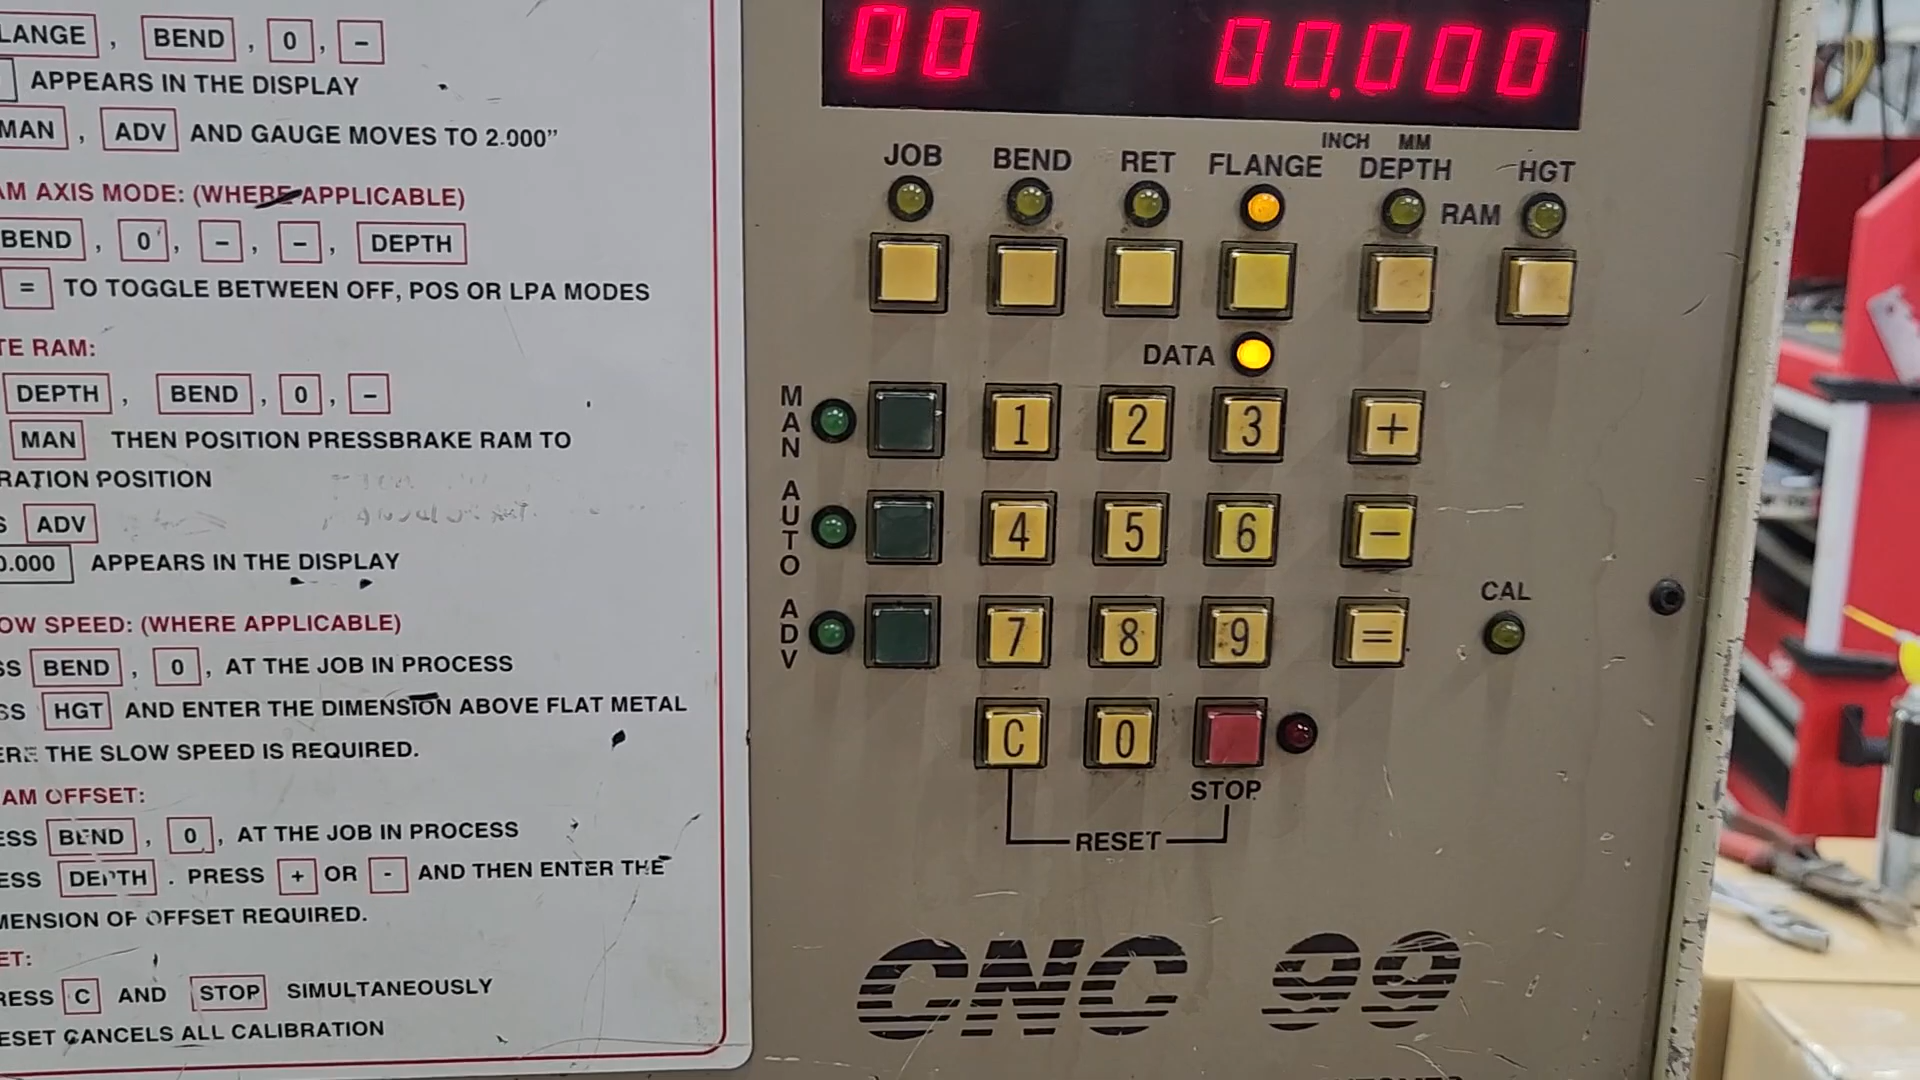 LANGE , BEND , 0 , –
APPEARS IN THE DISPLAY
MAN , ADV AND GAUGE MOVES TO 2.000”
AM AXIS MODE: (WHERE APPLICABLE)
BEND , 0 , – , – , DEPTH
= TO TOGGLE BETWEEN OFF, POS OR LPA MODES
TE RAM:
DEPTH , BEND , 0 , –
MAN THEN POSITION PRESSBRAKE RAM TO
RATION POSITION
S ADV
0.000 APPEARS IN THE DISPLAY
OW SPEED: (WHERE APPLICABLE)
SS BEND , 0 , AT THE JOB IN PROCESS
SS HGT AND ENTER THE DIMENSION ABOVE FLAT METAL
ERE THE SLOW SPEED IS REQUIRED.
AM OFFSET:
ESS BEND , 0 , AT THE JOB IN PROCESS
ESS DEPTH . PRESS + OR - AND THEN ENTER THE
MENSION OF OFFSET REQUIRED.
ET:
RESS C AND STOP SIMULTANEOUSLY
ESET CANCELS ALL CALIBRATION
00 00.000
INCH MM
JOB BEND RET FLANGE DEPTH HGT
RAM
DATA
MAN 1 2 3 +
AUTO 4 5 6 –
CAL
ADV 7 8 9 =
C 0
STOP
RESET
CNC 99